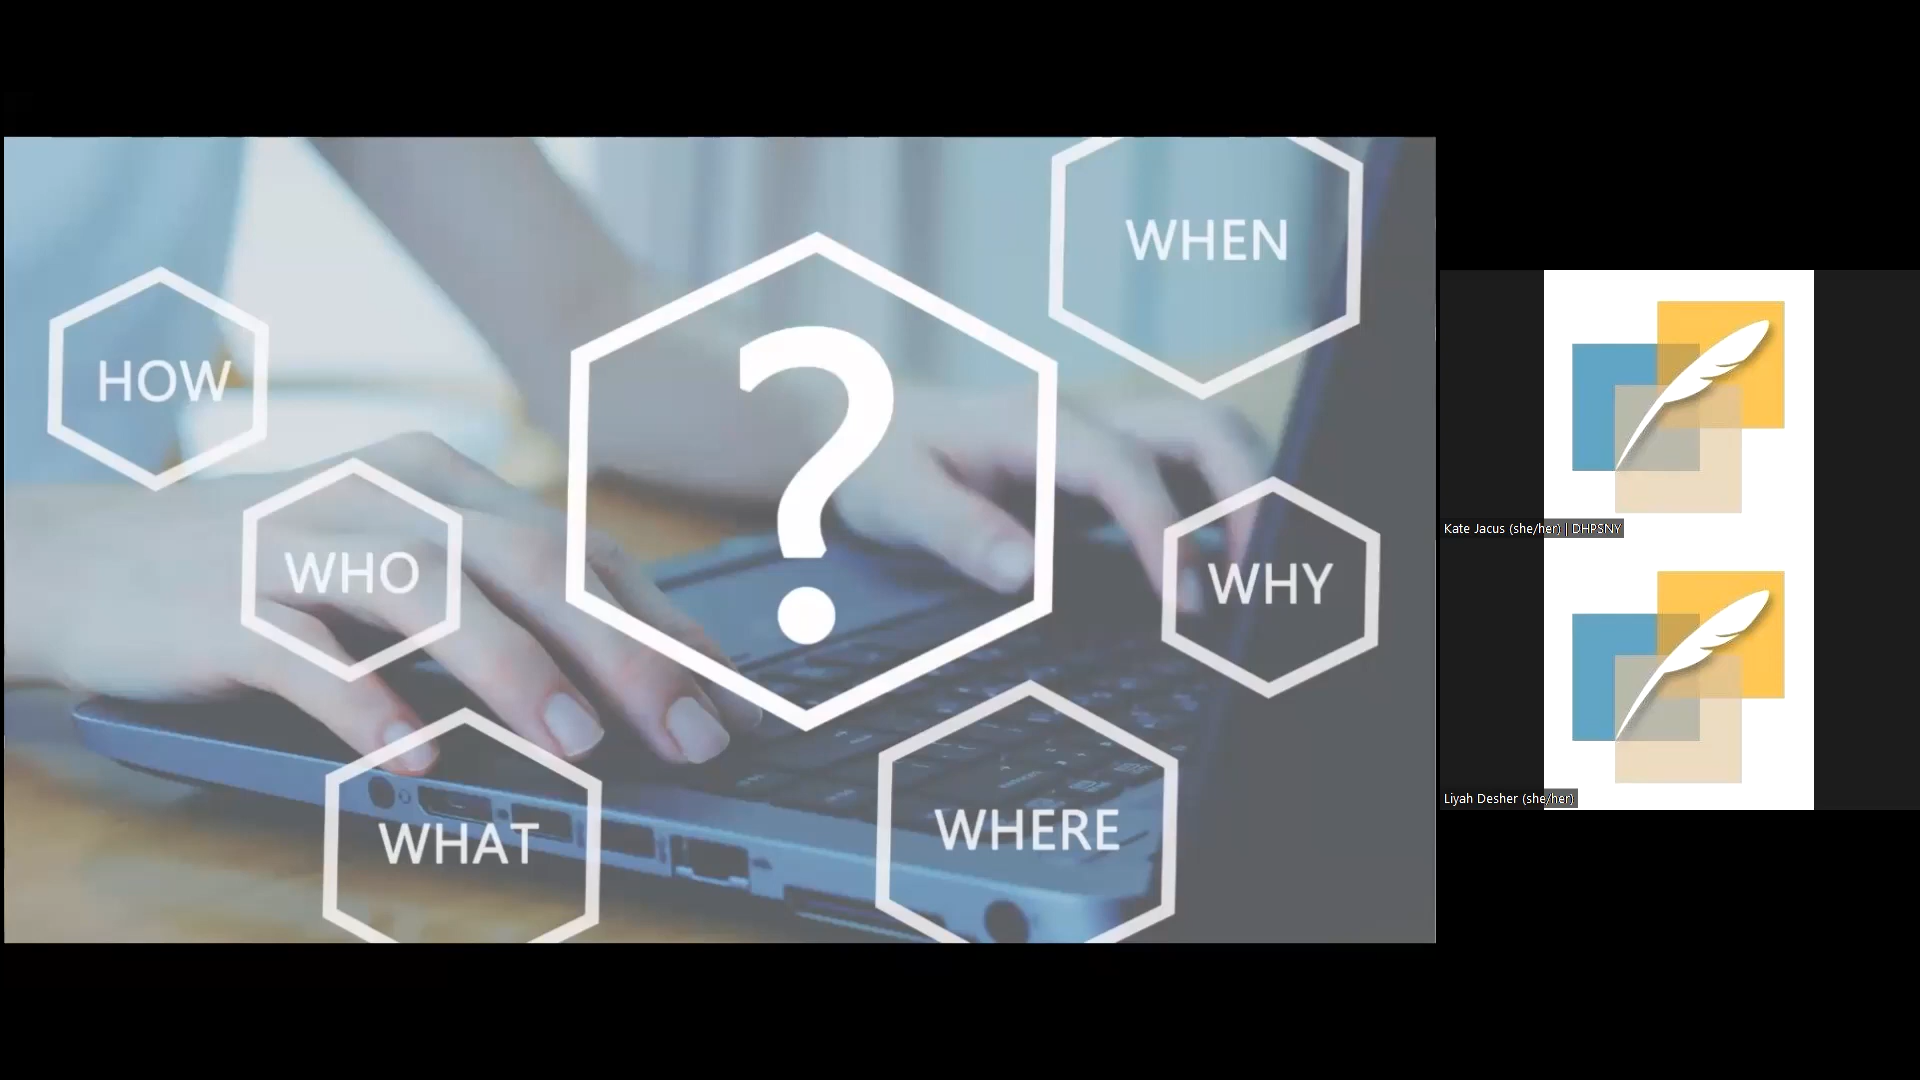 WHEN
HOW
?
WHO
WHY
WHAT
WHERE
Kate Jacus (she/her) | DHPSNY
Liyah Desher (she/her)